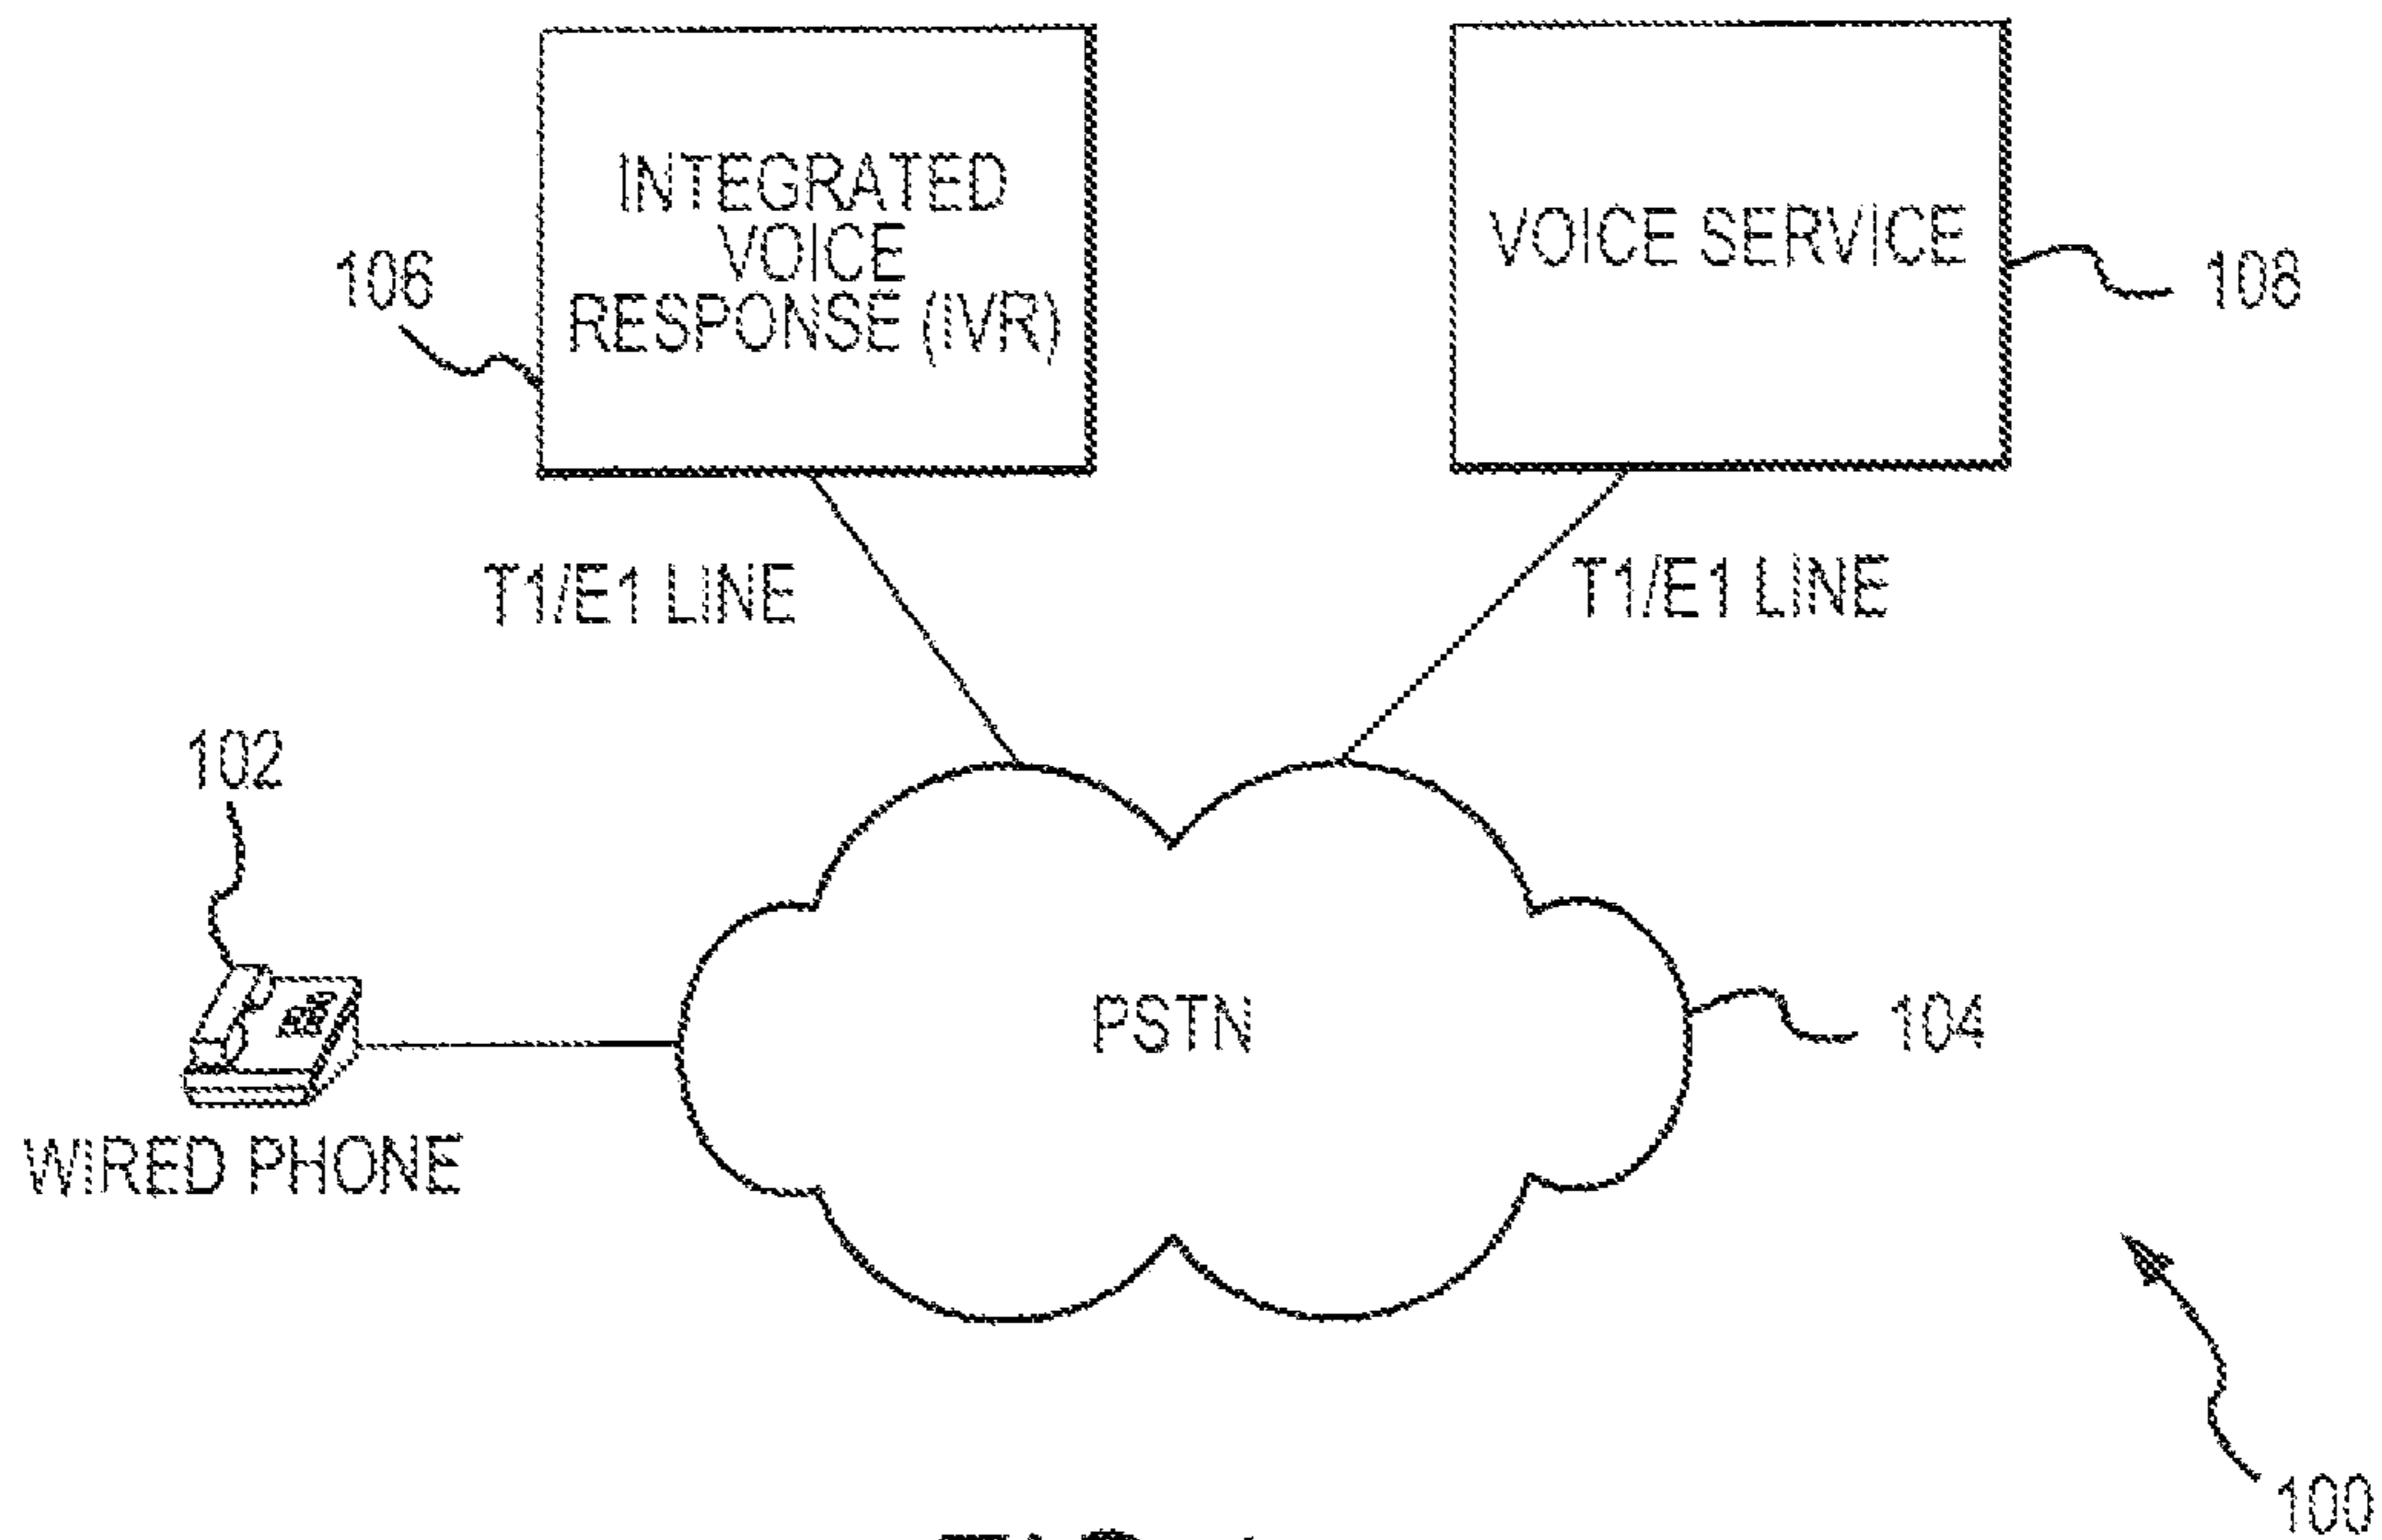 INTEGRATED
VOICE
RESPONSE (IVR)
VOICE SERVICE
106
108
T1/E1 LINE
T1/E1 LINE
102
PSTN
104
WIRED PHONE
100